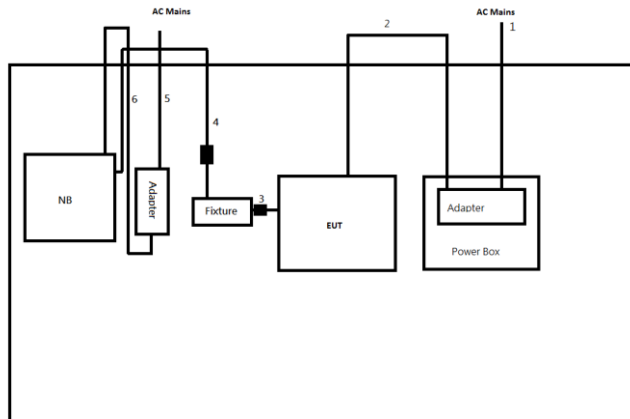 AC Mains
AC Mains
2
1
6
5
4
NB
Adapter
3
Fixture
EUT
Adapter
Power Box